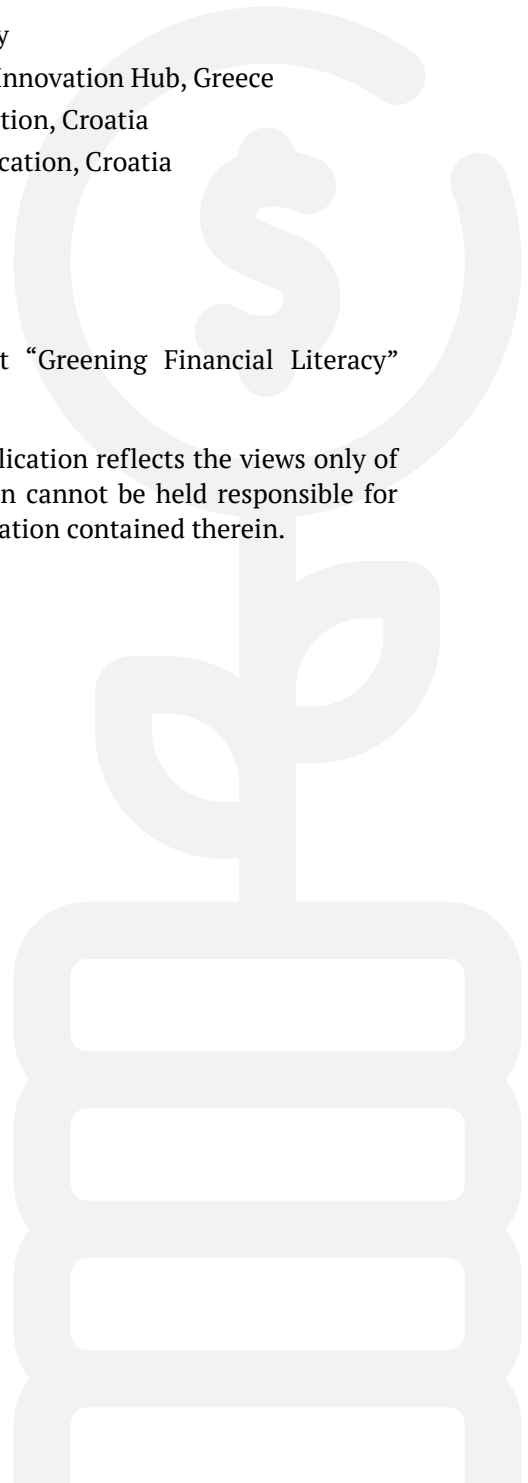 y
Innovation Hub, Greece
tion, Croatia
cation, Croatia
t “Greening Financial Literacy”
lication reflects the views only of
n cannot be held responsible for
ation contained therein.